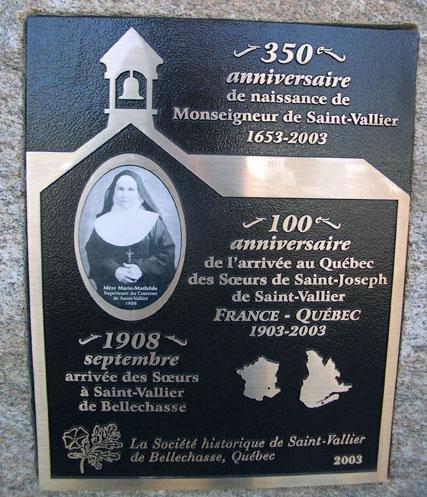 350e
anniversaire
de naissance de
Monseigneur de Saint-Vallier
1653-2003
100e
anniversaire
de l'arrivée au Québec
des Sœurs de Saint-Joseph
de Saint-Vallier
FRANCE - QUÉBEC
1903-2003
Mère Marie-Mathilde
Supérieure du Couvent
de Saint-Vallier
1908
1908
septembre
arrivée des Sœurs
à Saint-Vallier
de Bellechasse
La Société historique de Saint-Vallier
de Bellechasse, Québec
2003